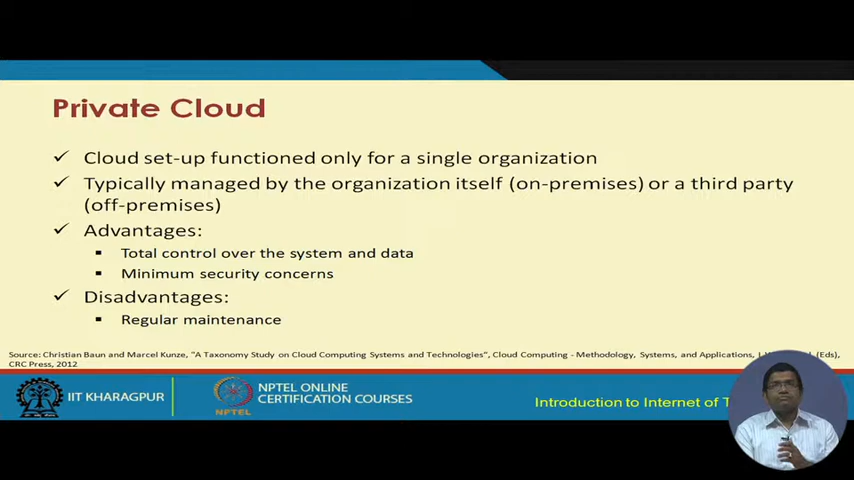 Private Cloud
✓ Cloud set-up functioned only for a single organization
✓ Typically managed by the organization itself (on-premises) or a third party
(off-premises)
✓ Advantages:
▪ Total control over the system and data
▪ Minimum security concerns
✓ Disadvantages:
▪ Regular maintenance
Source: Christian Baun and Marcel Kunze, "A Taxonomy Study on Cloud Computing Systems and Technologies", Cloud Computing - Methodology, Systems, and Applications, (Eds),
CRC Press, 2012
IIT KHARAGPUR
NPTEL
NPTEL ONLINE
CERTIFICATION COURSES
Introduction to Internet of